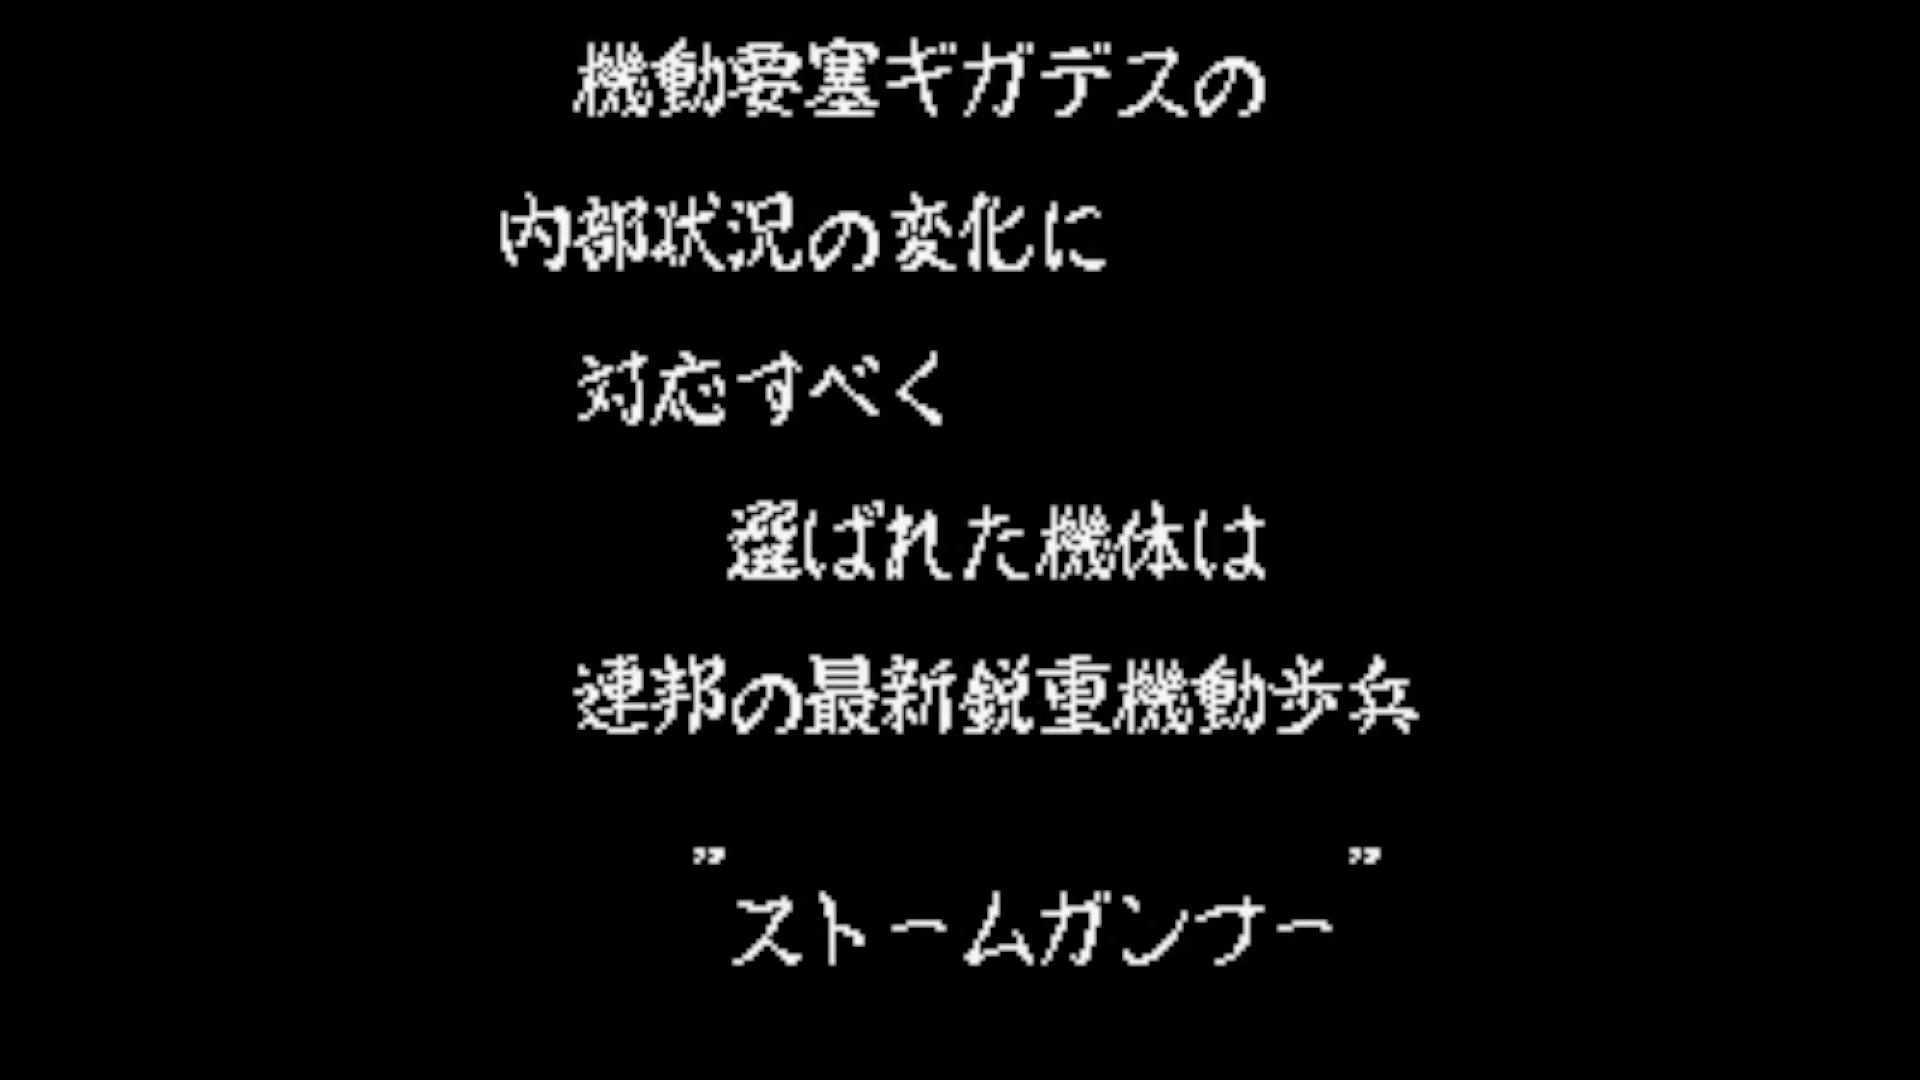 機動要塞ギガデスの
内部状況の変化に
対応すべく
選ばれた機体は
連邦の最新鋭重機動歩兵
”ストームガンナー”